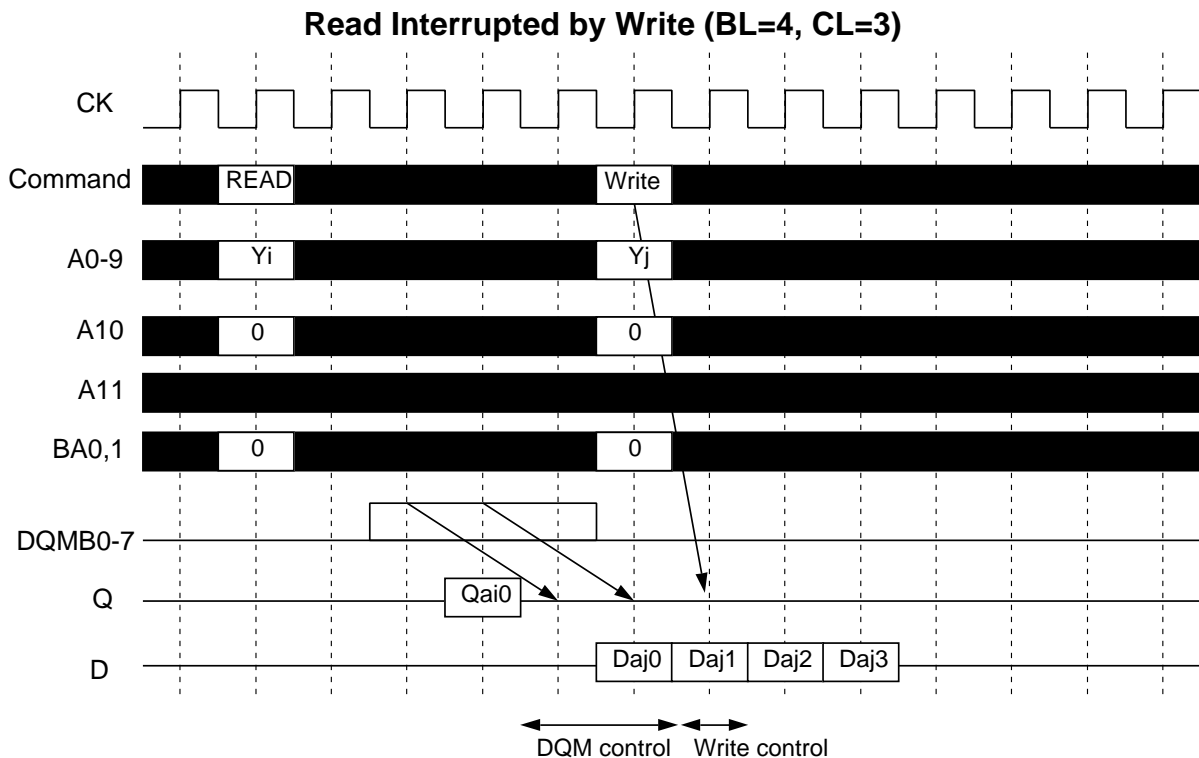 Read Interrupted by Write (BL=4, CL=3)
CK
Command READ Write
A0-9 Yi Yj
A10 0 0
A11
BA0,1 0 0
DQMB0-7
Q Qai0
D Daj0 Daj1 Daj2 Daj3
DQM control Write control